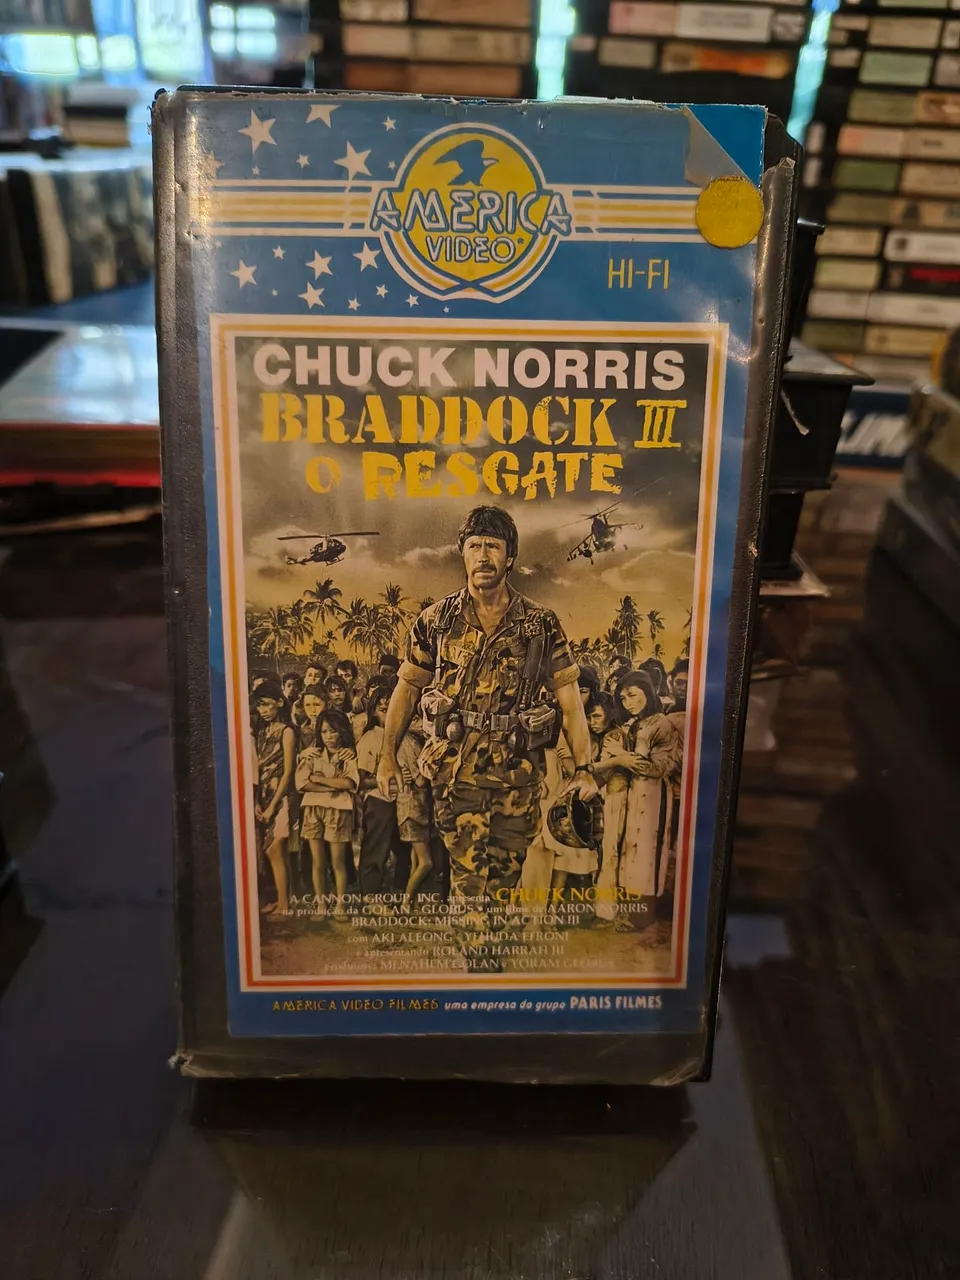 AMERICA
VIDEO®
HI-FI
CHUCK NORRIS
BRADDOCK III
O RESGATE
A CANNON GROUP, INC. apresenta CHUCK NORRIS
na produção da GOLAN - GLOBUS • um filme de AARON NORRIS
BRADDOCK: MISSING IN ACTION III
com AKI ALEONG - YEHUDA EFRONI
e apresentando ROLAND HARRAH III
produtores MENAHEM GOLAN e YORAM GLOBUS
AMERICA VIDEO FILMES uma empresa do grupo PARIS FILMES